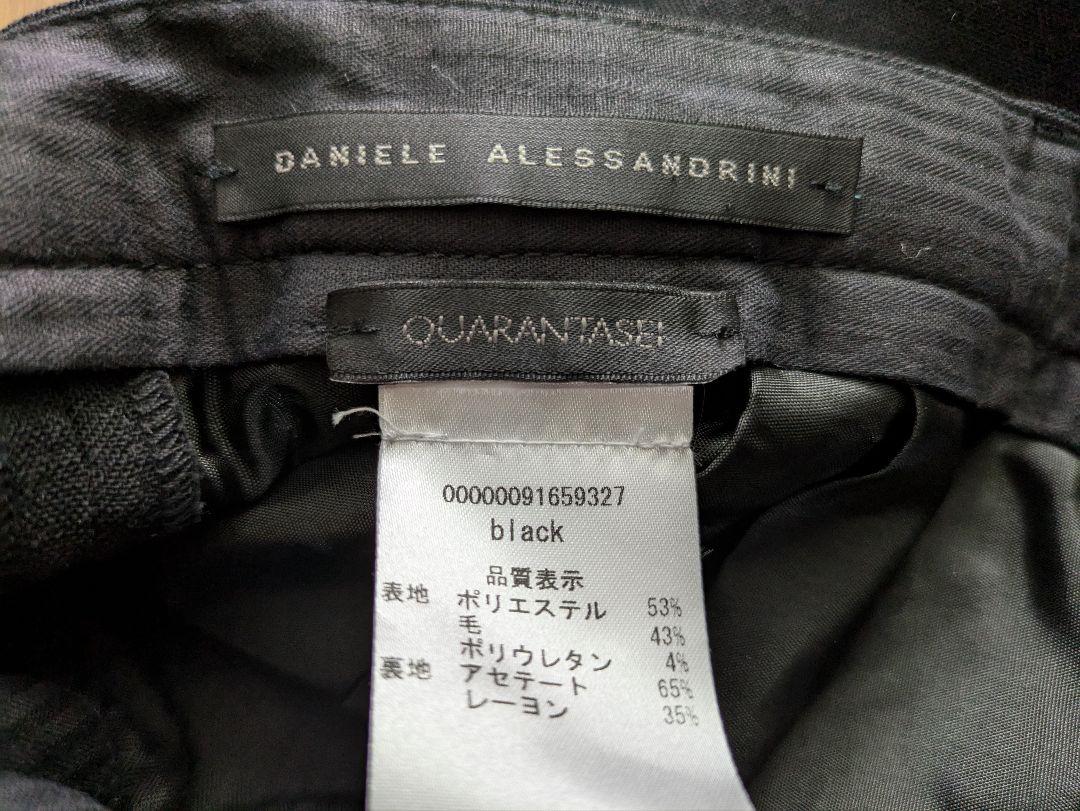 DANIELE ALESSANDRINI
QUARANTASEI
00000091659327
black
品質表示
表地 ポリエステル 53%
毛 43%
ポリウレタン 4%
裏地 アセテート 65%
レーヨン 35%